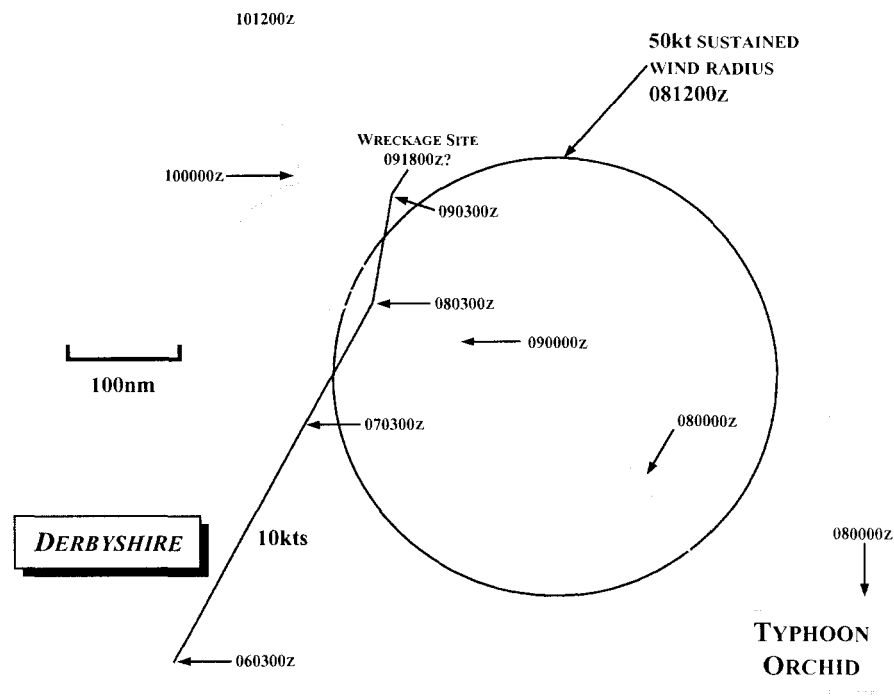 101200Z
50kt SUSTAINED
WIND RADIUS
081200Z
WRECKAGE SITE
091800Z?
100000Z
090300Z
080300Z
090000Z
100nm
070300Z
080000Z
DERBYSHIRE
10kts
080000Z
060300Z
TYPHOON
ORCHID